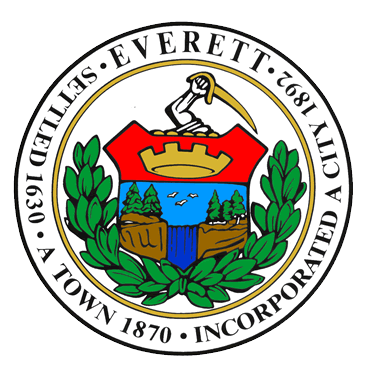 · EVERETT ·
SETTLED 1630 · A TOWN 1870 · INCORPORATED A CITY 1892